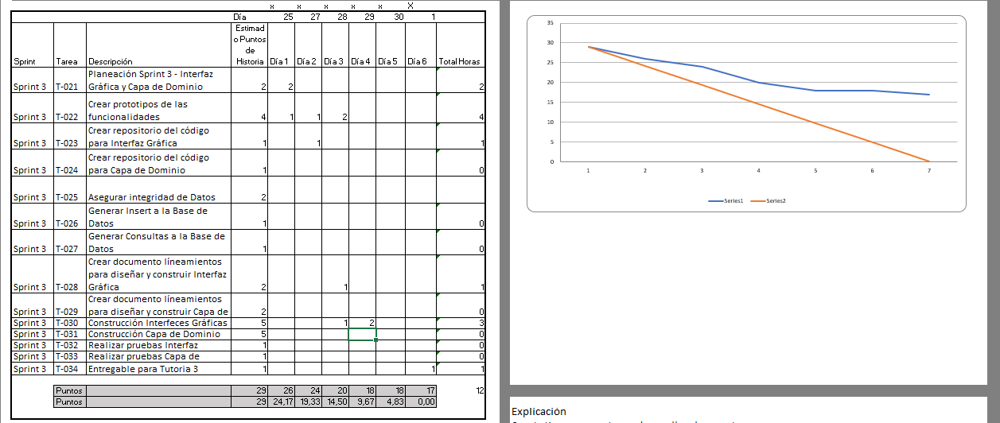 x x x x x X
Día 25 27 28 29 30 1
Estimad
o Puntos
de
Sprint Tarea Descripción Historia Día 1 Día 2 Día 3 Día 4 Día 5 Día 6 Total Horas
Planeación Sprint 3 - Interfaz
Sprint 3 T-021 Gráfica y Capa de Dominio 2 2 2
Crear prototipos de las
Sprint 3 T-022 funcionalidades 4 1 1 2 4
Crear repositorio del código
Sprint 3 T-023 para Interfaz Gráfica 1 1 1
Crear repositorio del código
Sprint 3 T-024 para Capa de Dominio 1 0
Sprint 3 T-025 Asegurar integridad de Datos 2
Generar Insert a la Base de
Sprint 3 T-026 Datos 1 0
Generar Consultas a la Base de
Sprint 3 T-027 Datos 1 0
Crear documento líneamientos
para diseñar y construir Interfaz
Sprint 3 T-028 Gráfica 2 1 1
Crear documento líneamientos
Sprint 3 T-029 para diseñar y construir Capa de 2 0
Sprint 3 T-030 Construcción Interfeces Gráficas 5 1 2 3
Sprint 3 T-031 Construcción Capa de Dominio 5 0
Sprint 3 T-032 Realizar pruebas Interfaz 1 0
Sprint 3 T-033 Realizar pruebas Capa de 1 0
Sprint 3 T-034 Entregable para Tutoria 3 1 1 1
Puntos 29 26 24 20 18 18 17 12
Puntos 29 24,17 19,33 14,50 9,67 4,83 0,00
35
30
25
20
15
10
5
0
1 2 3 4 5 6 7
Series1 Series2
Explicación